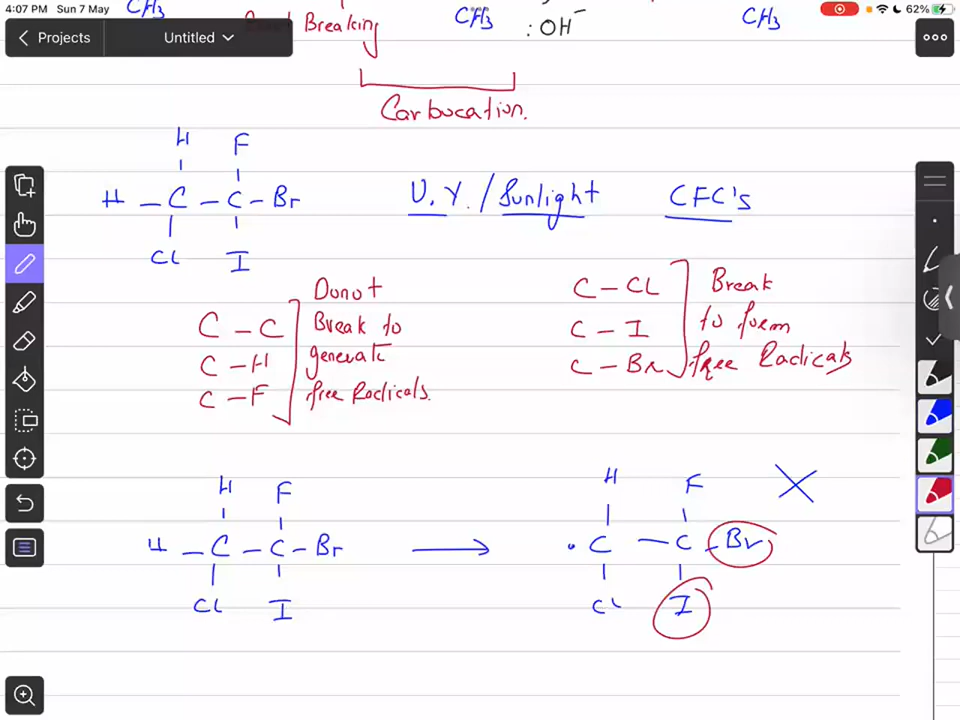 4:07 PM Sun 7 May
62%
CH3
Breaking
CH3
:OH⁻
CH3
Projects
Untitled
Carbocation.
H F
H – C – C – Br
Cl I
U.Y./Sunlight CFC's
C – C
C – H
C – F
Donot
Break to
generate
free Radicals.
C – CL
C – I
C – Br
Break
to form
free Radicals
H F
H – C – C – Br
CL I
H F
• C – C – Br
CL I